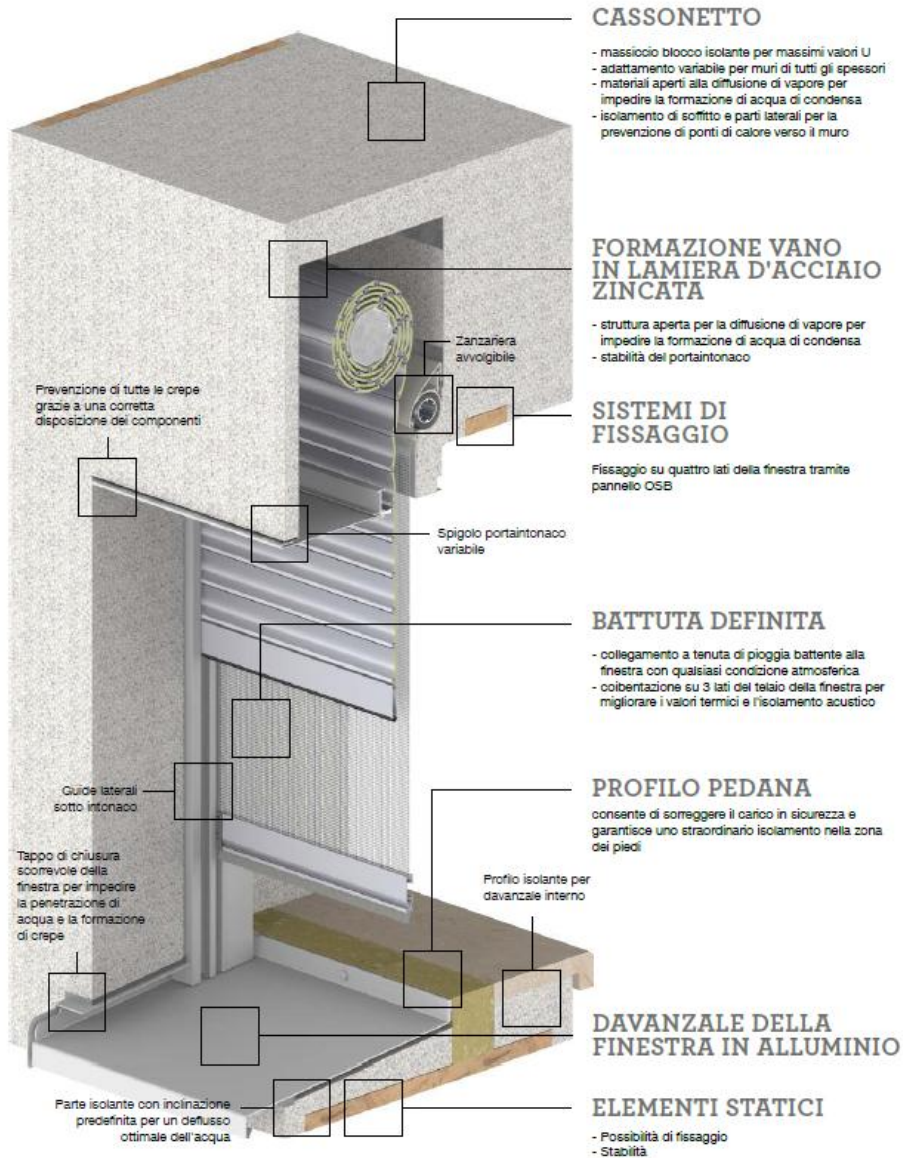 CASSONETTO
- massiccio blocco isolante per massimi valori U
- adattamento variabile per muri di tutti gli spessori
- materiali aperti alla diffusione di vapore per
impedire la formazione di acqua di condensa
- isolamento di soffitto e parti laterali per la
prevenzione di ponti di calore verso il muro
FORMAZIONE VANO
IN LAMIERA D'ACCIAIO
ZINCATA
- struttura aperta per la diffusione di vapore per
impedire la formazione di acqua di condensa
- stabilità del portaintonaco
Zanzariera
avvolgibile
Prevenzione di tutte le crepe
grazie a una corretta
disposizione dei componenti
SISTEMI DI
FISSAGGIO
Fissaggio su quattro lati della finestra tramite
pannello OSB
Spigolo portaintonaco
variabile
BATTUTA DEFINITA
- collegamento a tenuta di pioggia battente alla
finestra con qualsiasi condizione atmosferica
- coibentazione su 3 lati del telaio della finestra per
migliorare i valori termici e l'isolamento acustico
Guide laterali
sotto intonaco
PROFILO PEDANA
consente di sorreggere il carico in sicurezza e
garantisce uno straordinario isolamento nella zona
dei piedi
Tappo di chiusura
scorrevole della
finestra per impedire
la penetrazione di
acqua e la formazione
di crepe
Profilo isolante per
davanzale interno
DAVANZALE DELLA
FINESTRA IN ALLUMINIO
Parte isolante con inclinazione
predefinita per un deflusso
ottimale dell'acqua
ELEMENTI STATICI
- Possibilità di fissaggio
- Stabilità